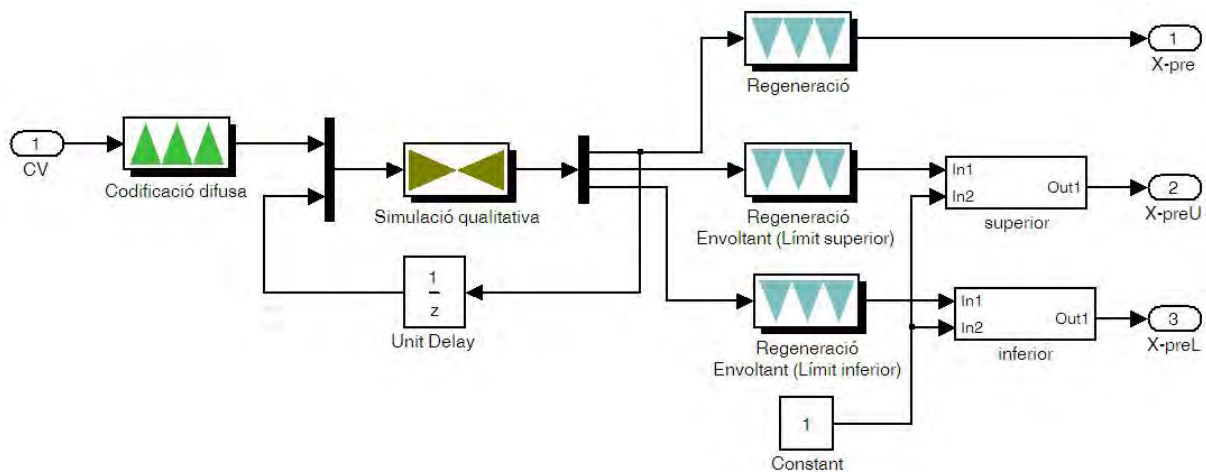 1
X-pre
Regeneració
1
CV
Codificació difusa
Simulació qualitativa
In1
In2
Out1
superior
2
X-preU
Regeneració
Envoltant (Límit superior)
1
z
Unit Delay
In1
In2
Out1
inferior
3
X-preL
Regeneració
Envoltant (Límit inferior)
1
Constant